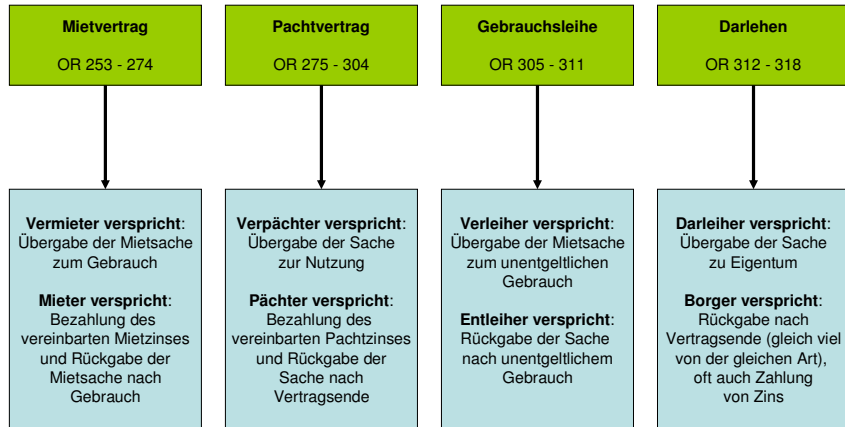 Mietvertrag
OR 253 - 274
Pachtvertrag
OR 275 - 304
Gebrauchsleihe
OR 305 - 311
Darlehen
OR 312 - 318
Vermieter verspricht:
Übergabe der Mietsache
zum Gebrauch
Mieter verspricht:
Bezahlung des
vereinbarten Mietzinses
und Rückgabe der
Mietsache nach
Gebrauch
Verpächter verspricht:
Übergabe der Sache
zur Nutzung
Pächter verspricht:
Bezahlung des
vereinbarten Pachtzinses
und Rückgabe der
Sache nach
Vertragsende
Verleiher verspricht:
Übergabe der Mietsache
zum unentgeltlichen
Gebrauch
Entleiher verspricht:
Rückgabe der Sache
nach unentgeltlichem
Gebrauch
Darleiher verspricht:
Übergabe der Sache
zu Eigentum
Borger verspricht:
Rückgabe nach
Vertragsende (gleich viel
von der gleichen Art),
oft auch Zahlung
von Zins